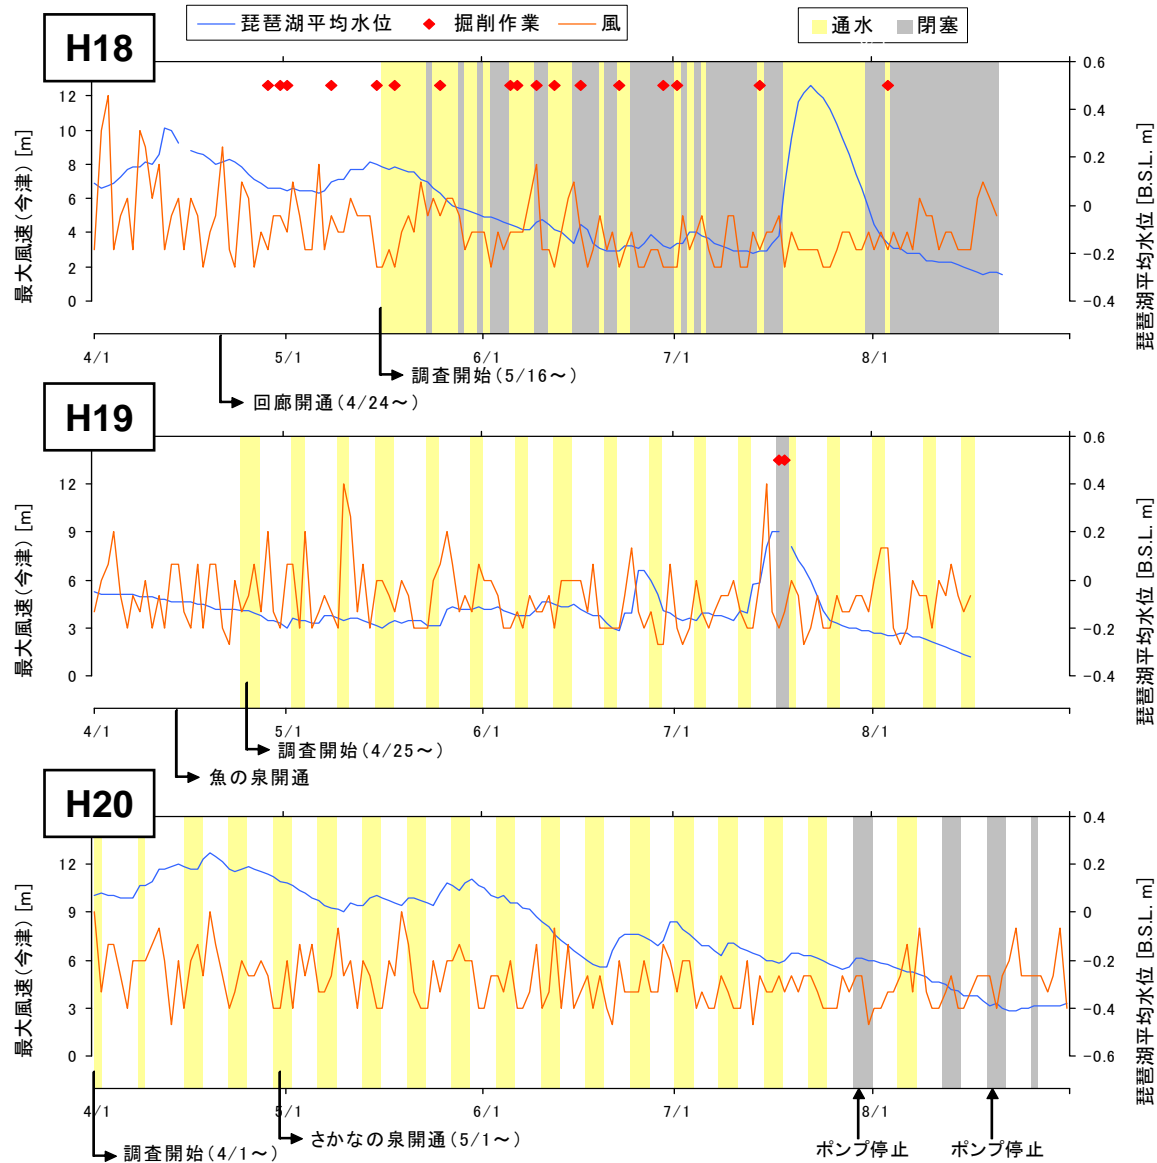 琵琶湖平均水位 掘削作業 風 通水 閉塞
H18
最大風速(今津) [m]
12
10
8
6
4
2
0
0.6
0.4
0.2
0
-0.2
-0.4
琵琶湖平均水位 [B.S.L. m]
4/1 5/1 6/1 7/1 8/1
調査開始(5/16～)
回廊開通(4/24～)
H19
最大風速(今津) [m]
12
9
6
3
0
0.6
0.4
0.2
0
-0.2
-0.4
琵琶湖平均水位 [B.S.L. m]
4/1 5/1 6/1 7/1 8/1
調査開始(4/25～)
魚の泉開通
H20
最大風速(今津) [m]
12
9
6
3
0
0.4
0.2
0
-0.2
-0.4
-0.6
琵琶湖平均水位 [B.S.L. m]
4/1 5/1 6/1 7/1 8/1
さかなの泉開通(5/1～)
調査開始(4/1～)
ポンプ停止 ポンプ停止